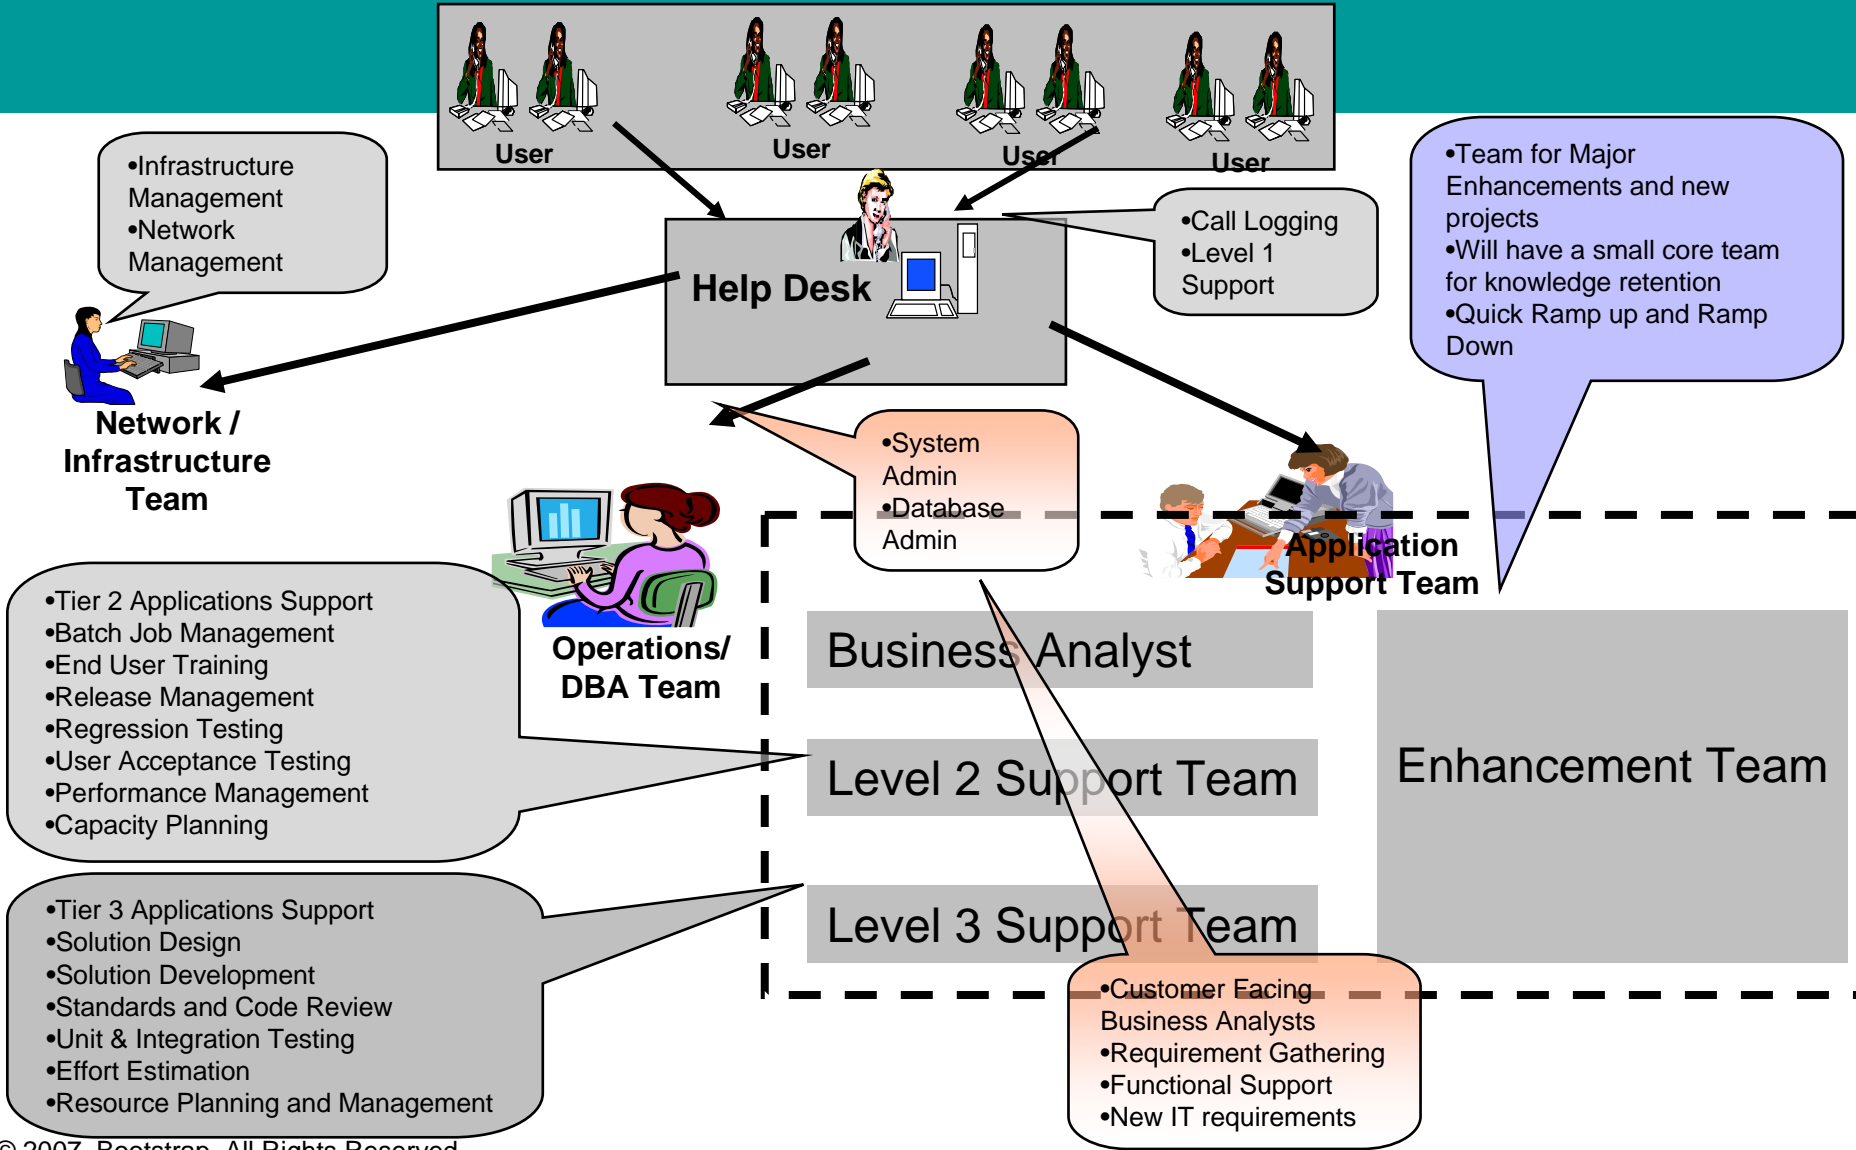 User
User
User
User
•Infrastructure
Management
•Network
Management
•Call Logging
•Level 1
Support
•Team for Major
Enhancements and new
projects
•Will have a small core team
for knowledge retention
•Quick Ramp up and Ramp
Down
Help Desk
Network /
Infrastructure
Team
•System
Admin
•Database
Admin
Application
Support Team
Operations/
DBA Team
•Tier 2 Applications Support
•Batch Job Management
•End User Training
•Release Management
•Regression Testing
•User Acceptance Testing
•Performance Management
•Capacity Planning
Business Analyst
Level 2 Support Team
Level 3 Support Team
Enhancement Team
•Tier 3 Applications Support
•Solution Design
•Solution Development
•Standards and Code Review
•Unit & Integration Testing
•Effort Estimation
•Resource Planning and Management
•Customer Facing
Business Analysts
•Requirement Gathering
•Functional Support
•New IT requirements
© 2007, Bootstrap, All Rights Reserved